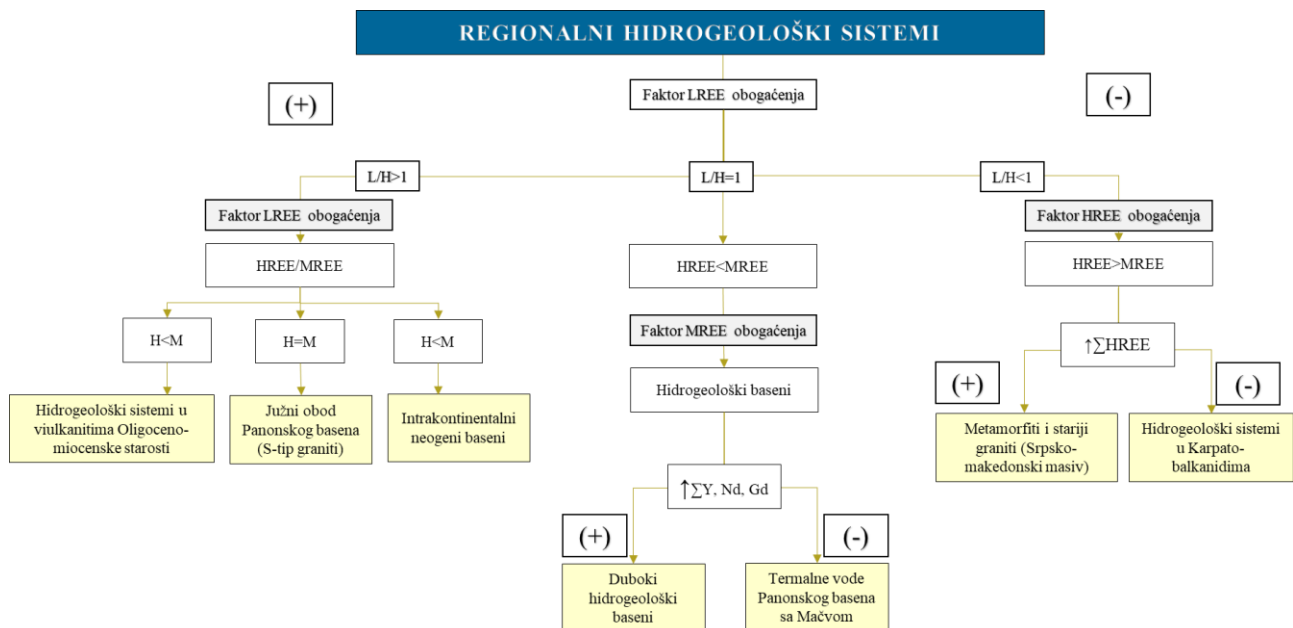 REGIONALNI HIDROGEOLOŠKI SISTEMI
(+)
Faktor LREE obogaćenja
(-)
L/H>1
L/H=1
L/H<1
Faktor LREE obogaćenja
HREE/MREE
H<M
H=M
H<M
Hidrogeološki sistemi u
viulkanitima Oligoceno-
miocenske starosti
Južni obod
Panonskog basena
(S-tip graniti)
Intrakontinentalni
neogeni baseni
HREE<MREE
Faktor MREE obogaćenja
Hidrogeološki baseni
↑∑Y, Nd, Gd
(+)
(-)
Duboki
hidrogeološki
baseni
Termalne vode
Panonskog basena
sa Mačvom
Faktor HREE obogaćenja
HREE>MREE
↑∑HREE
(+)
(-)
Metamorfiti i stariji
graniti (Srpsko-
makedonski masiv)
Hidrogeološki sistemi
u Karpato-
balkanidima